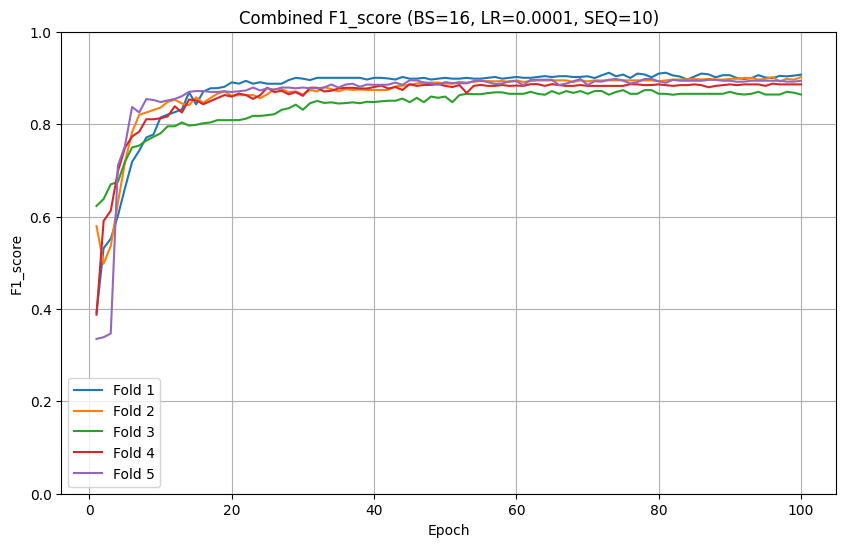 Combined F1_score (BS=16, LR=0.0001, SEQ=10)
F1_score
1.0
0.8
0.6
0.4
0.2
0.0
Fold 1
Fold 2
Fold 3
Fold 4
Fold 5
0 20 40 60 80 100
Epoch